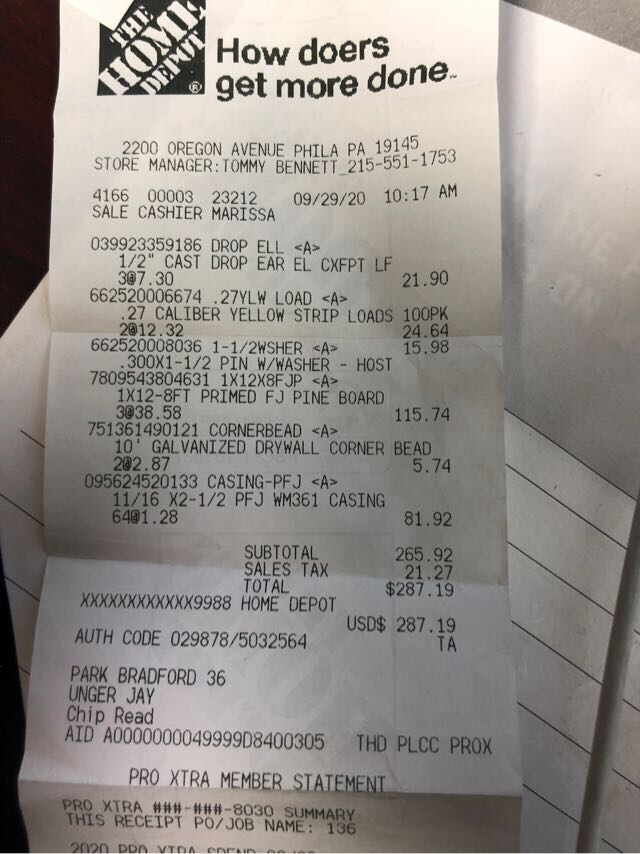 THE
HOME
DEPOT
®
How doers
get more done™
2200 OREGON AVENUE PHILA PA 19145
STORE MANAGER:TOMMY BENNETT 215-551-1753
4166 00003 23212 09/29/20 10:17 AM
SALE CASHIER MARISSA
039923359186 DROP ELL <A>
1/2" CAST DROP EAR EL CXFPT LF
3@7.30 21.90
662520006674 .27YLW LOAD <A>
.27 CALIBER YELLOW STRIP LOADS 100PK
2@12.32 24.64
662520008036 1-1/2WSHER <A> 15.98
.300X1-1/2 PIN W/WASHER - HOST
7809543804631 1X12X8FJP <A>
1X12-8FT PRIMED FJ PINE BOARD
3@38.58 115.74
751361490121 CORNERBEAD <A>
10' GALVANIZED DRYWALL CORNER BEAD
2@2.87 5.74
095624520133 CASING-PFJ <A>
11/16 X2-1/2 PFJ WM361 CASING
64@1.28 81.92
SUBTOTAL 265.92
SALES TAX 21.27
TOTAL $287.19
XXXXXXXXXXXX9988 HOME DEPOT
USD$ 287.19
AUTH CODE 029878/5032564 TA
PARK BRADFORD 36
UNGER JAY
Chip Read
AID A0000000049999D8400305 THD PLCC PROX
PRO XTRA MEMBER STATEMENT
PRO XTRA ###-###-8030 SUMMARY
THIS RECEIPT PO/JOB NAME: 136
2020 PRO XTRA SPEND